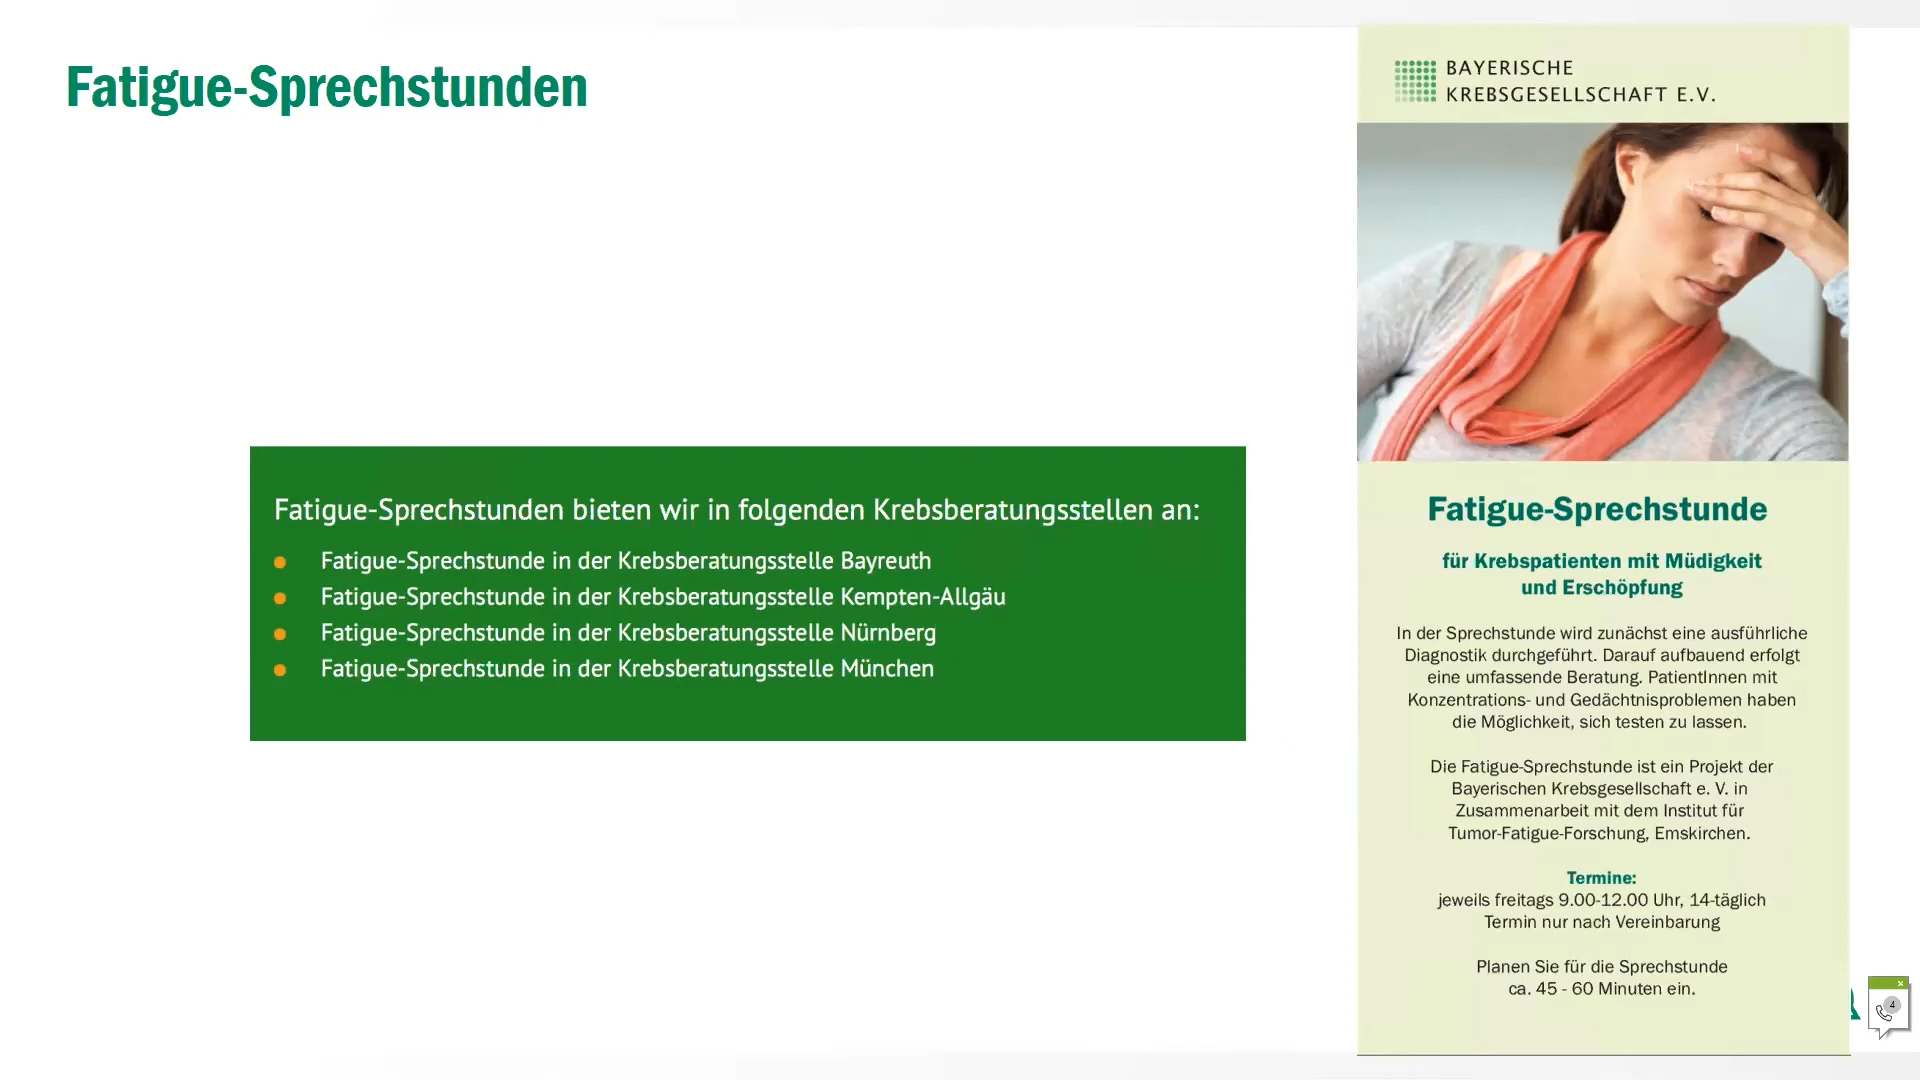 Fatigue-Sprechstunden
Fatigue-Sprechstunden bieten wir in folgenden Krebsberatungsstellen an:
Fatigue-Sprechstunde in der Krebsberatungsstelle Bayreuth
Fatigue-Sprechstunde in der Krebsberatungsstelle Kempten-Allgäu
Fatigue-Sprechstunde in der Krebsberatungsstelle Nürnberg
Fatigue-Sprechstunde in der Krebsberatungsstelle München
BAYERISCHE
KREBSGESELLSCHAFT E.V.
Fatigue-Sprechstunde
für Krebspatienten mit Müdigkeit
und Erschöpfung
In der Sprechstunde wird zunächst eine ausführliche
Diagnostik durchgeführt. Darauf aufbauend erfolgt
eine umfassende Beratung. PatientInnen mit
Konzentrations- und Gedächtnisproblemen haben
die Möglichkeit, sich testen zu lassen.
Die Fatigue-Sprechstunde ist ein Projekt der
Bayerischen Krebsgesellschaft e. V. in
Zusammenarbeit mit dem Institut für
Tumor-Fatigue-Forschung, Emskirchen.
Termine:
jeweils freitags 9.00-12.00 Uhr, 14-täglich
Termin nur nach Vereinbarung
Planen Sie für die Sprechstunde
ca. 45 - 60 Minuten ein.
4